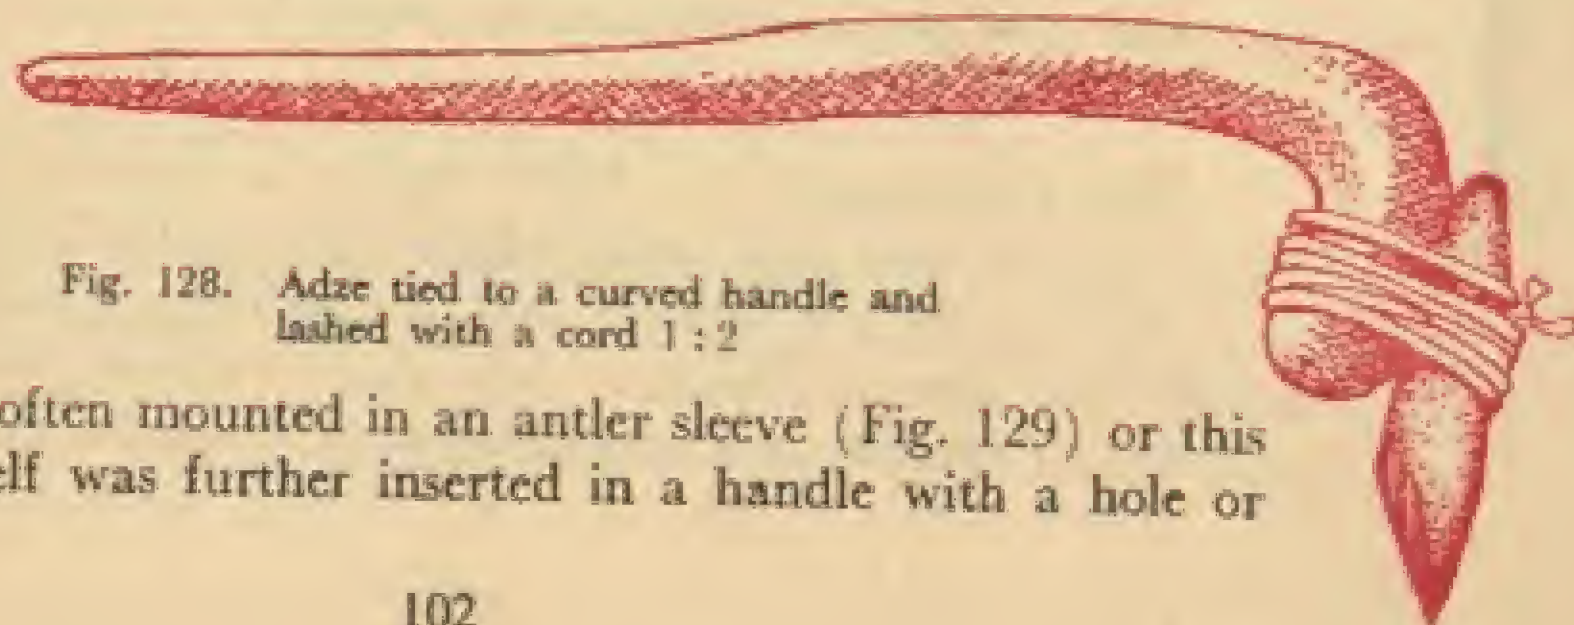 Fig. 128. Adze tied to a curved handle and
lashed with a cord 1 : 2
often mounted in an antler sleeve (Fig. 129) or this
elf was further inserted in a handle with a hole or
102